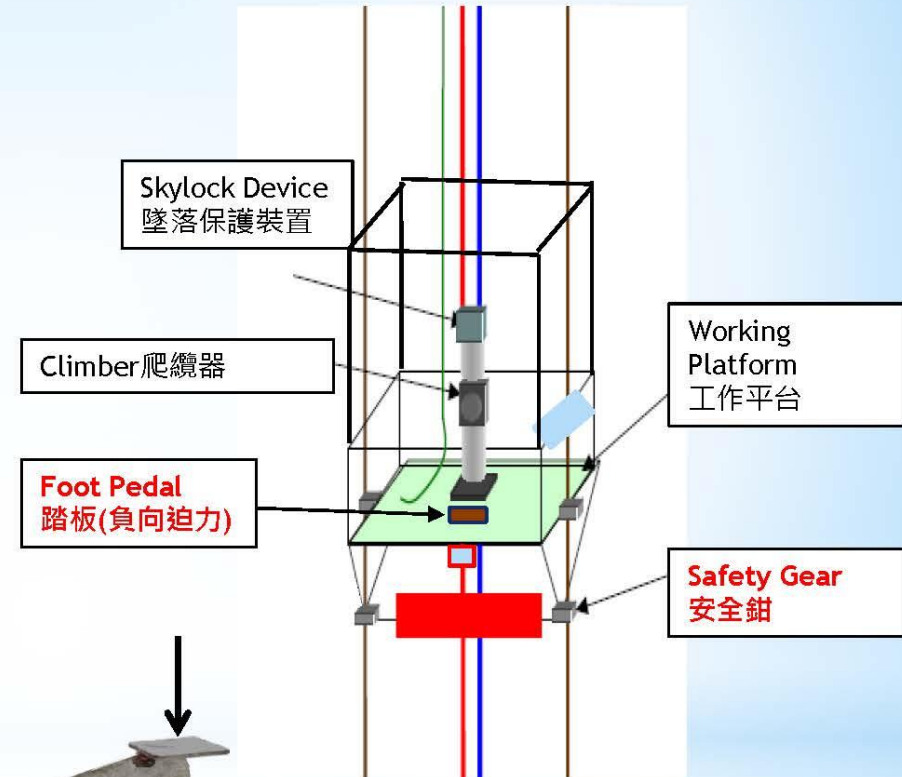 Skylock Device
墜落保護裝置
Climber爬纜器
Working
Platform
工作平台
Foot Pedal
踏板(負向迫力)
Safety Gear
安全鉗